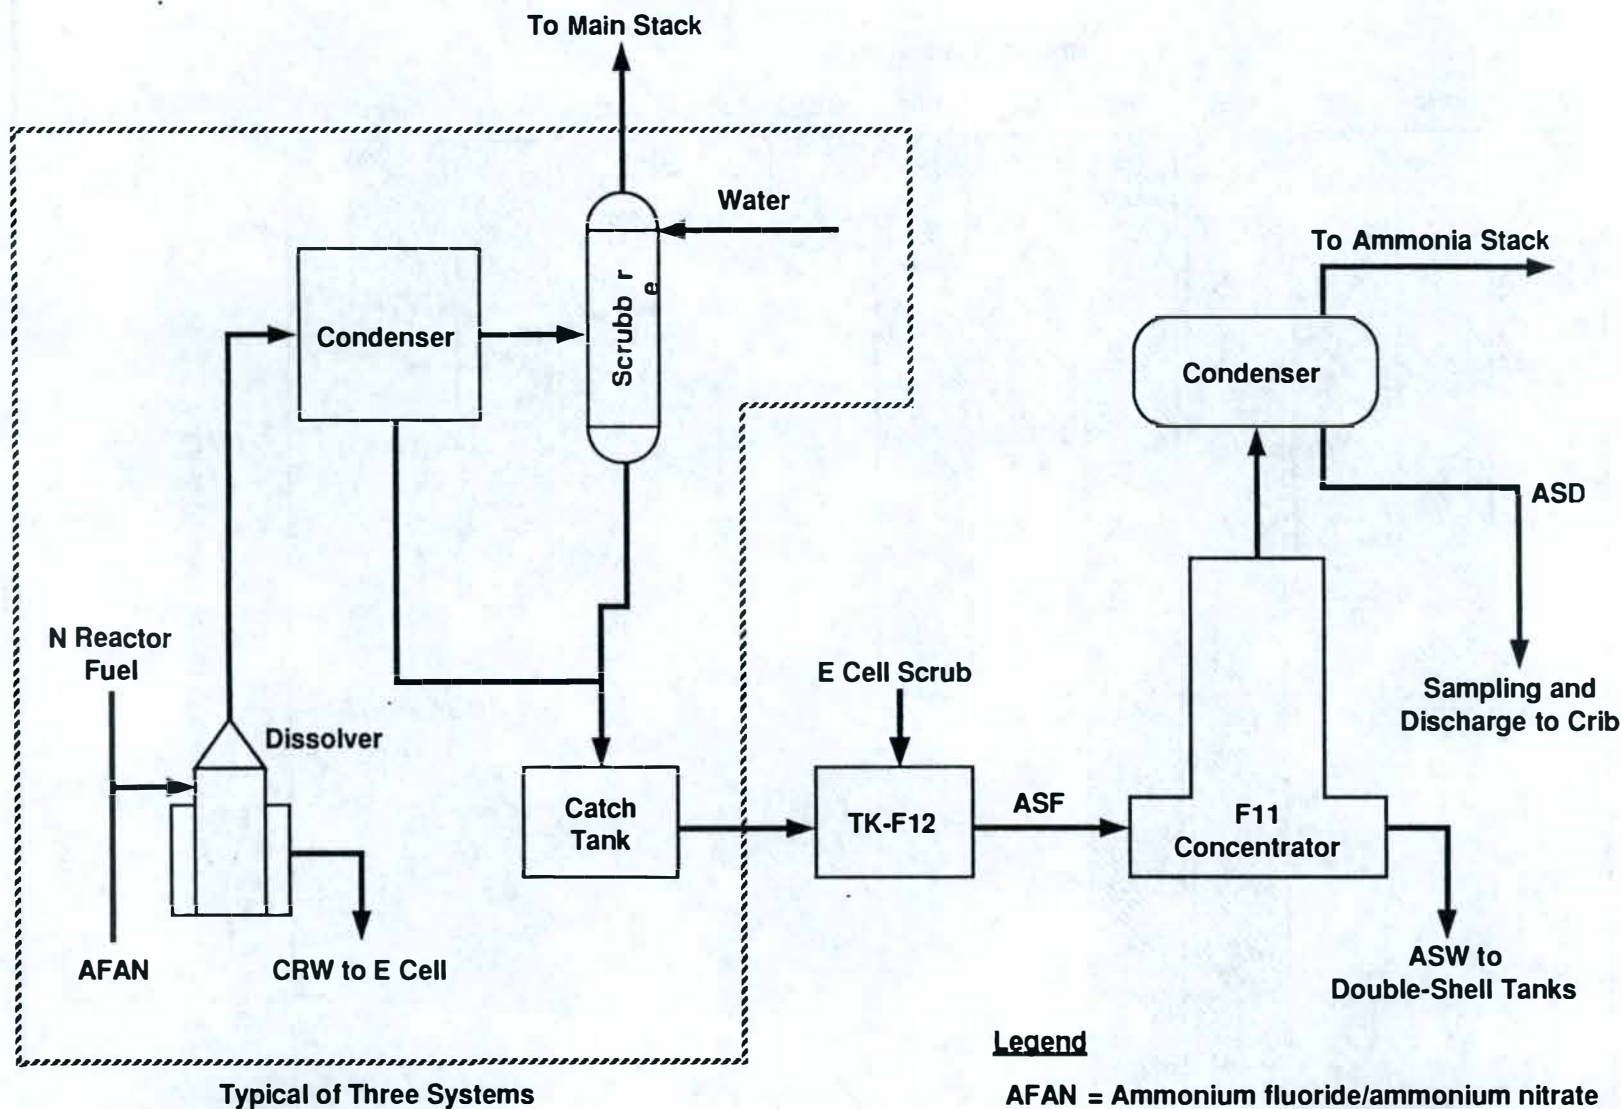 To Main Stack
Water
Scrubber
Condenser
To Ammonia Stack
Condenser
ASD
Sampling and
Discharge to Crib
N Reactor
Fuel
Dissolver
AFAN
CRW to E Cell
Catch
Tank
E Cell Scrub
TK-F12
ASF
F11
Concentrator
ASW to
Double-Shell Tanks
Typical of Three Systems
Legend
AFAN = Ammonium fluoride/ammonium nitrate